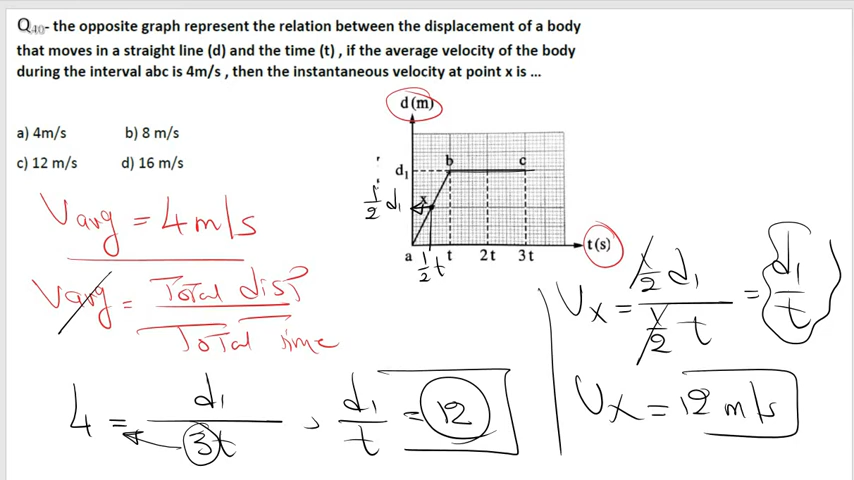 Q40- the opposite graph represent the relation between the displacement of a body
that moves in a straight line (d) and the time (t) , if the average velocity of the body
during the interval abc is 4m/s , then the instantaneous velocity at point x is ...
a) 4m/s b) 8 m/s
c) 12 m/s d) 16 m/s
d(m)
b c
d₁
x
1/2 d₁
a t 2t 3t t(s)
1/2 t
Vavg = 4 m/s
Vavg = Total disp / Total time
4 = d₁ / 3t , d₁ / t = 12
Vx = 1/2 d₁ / 1/2 t = d₁ / t
Vx = 12 m/s